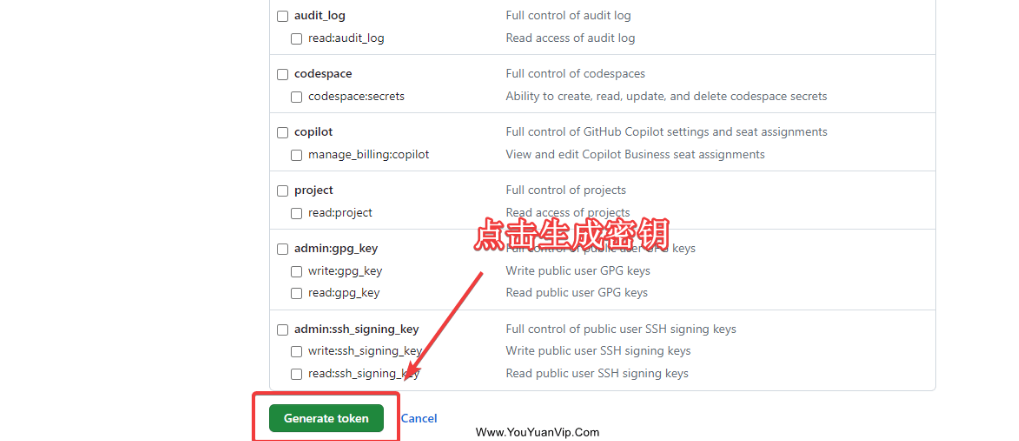 audit_log Full control of audit log
read:audit_log Read access of audit log
codespace Full control of codespaces
codespace:secrets Ability to create, read, update, and delete codespace secrets
copilot Full control of GitHub Copilot settings and seat assignments
manage_billing:copilot View and edit Copilot Business seat assignments
project Full control of projects
read:project Read access of projects
点击生成密钥
admin:gpg_key Full control of public user GPG keys
write:gpg_key Write public user GPG keys
read:gpg_key Read public user GPG keys
admin:ssh_signing_key Full control of public user SSH signing keys
write:ssh_signing_key Write public user SSH signing keys
read:ssh_signing_key Read public user SSH signing keys
Generate token Cancel
Www.YouYuanVip.Com